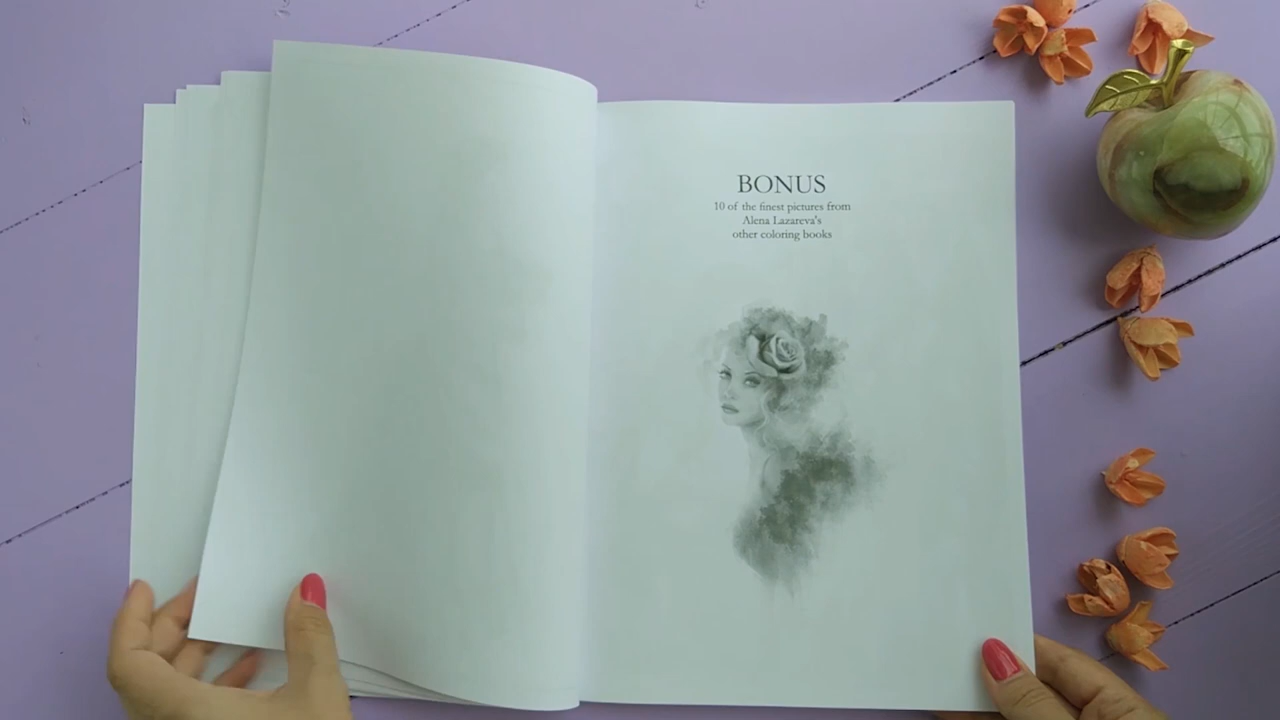 BONUS
10 of the finest pictures from
Alena Lazareva's
other coloring books